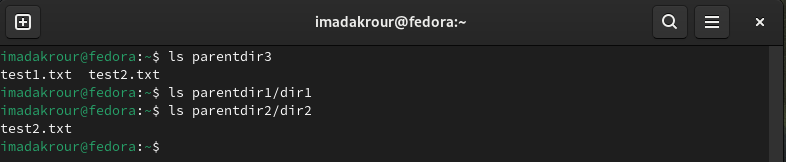 imadakrour@fedora:~
imadakrour@fedora:~$ ls parentdir3
test1.txt  test2.txt
imadakrour@fedora:~$ ls parentdir1/dir1
imadakrour@fedora:~$ ls parentdir2/dir2
test2.txt
imadakrour@fedora:~$